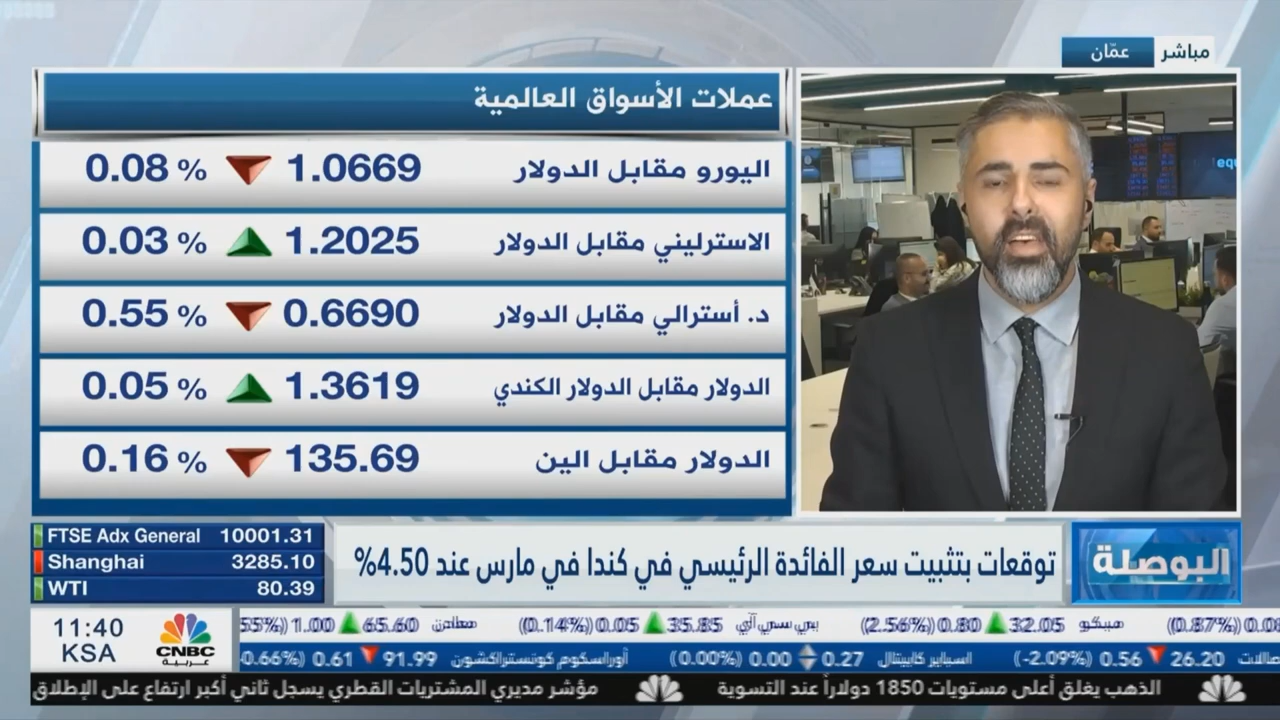 مباشر عمّان
عملات الأسواق العالمية
اليورو مقابل الدولار 1.0669 0.08 %
الاسترليني مقابل الدولار 1.2025 0.03 %
د. أسترالي مقابل الدولار 0.6690 0.55 %
الدولار مقابل الدولار الكندي 1.3619 0.05 %
الدولار مقابل الين 135.69 0.16 %
البوصلة
توقعات بتثبيت سعر الفائدة الرئيسي في كندا في مارس عند 4.50%
FTSE Adx General 10001.31
Shanghai 3285.10
WTI 80.39
11:40
KSA
CNBC
عربية
(0.87%) مبكو 32.05 0.80 (2.56%) بي سي آي 35.85 0.05 (0.14%) معادن 65.60 1.00
26.20 0.56 (-2.09%) اسباير كابيتال 0.27 0.00 (0.00%) أوراسكوم كونستراكشون 91.99 0.61
الذهب يغلق أعلى مستويات 1850 دولاراً عند التسوية مؤشر مديري المشتريات القطري يسجل ثاني أكبر ارتفاع على الإطلاق